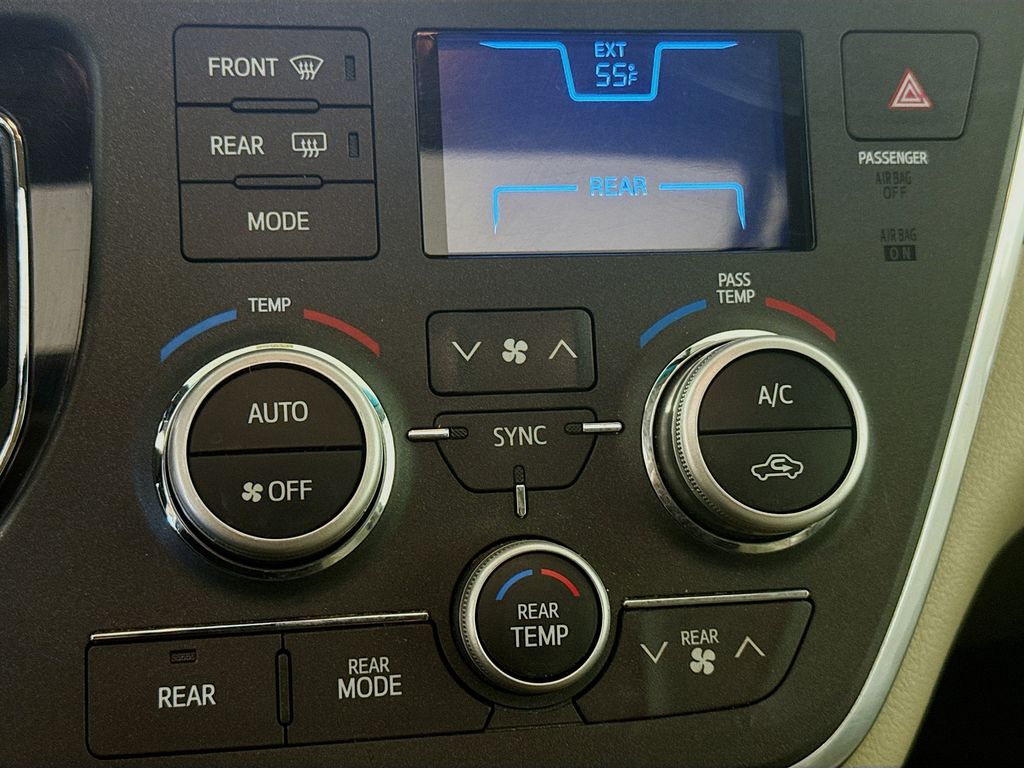 FRONT
REAR
MODE
EXT
55°F
REAR
PASSENGER
AIR BAG
OFF
AIR BAG
ON
TEMP
AUTO
OFF
SYNC
PASS
TEMP
A/C
REAR
REAR
MODE
REAR
TEMP
REAR